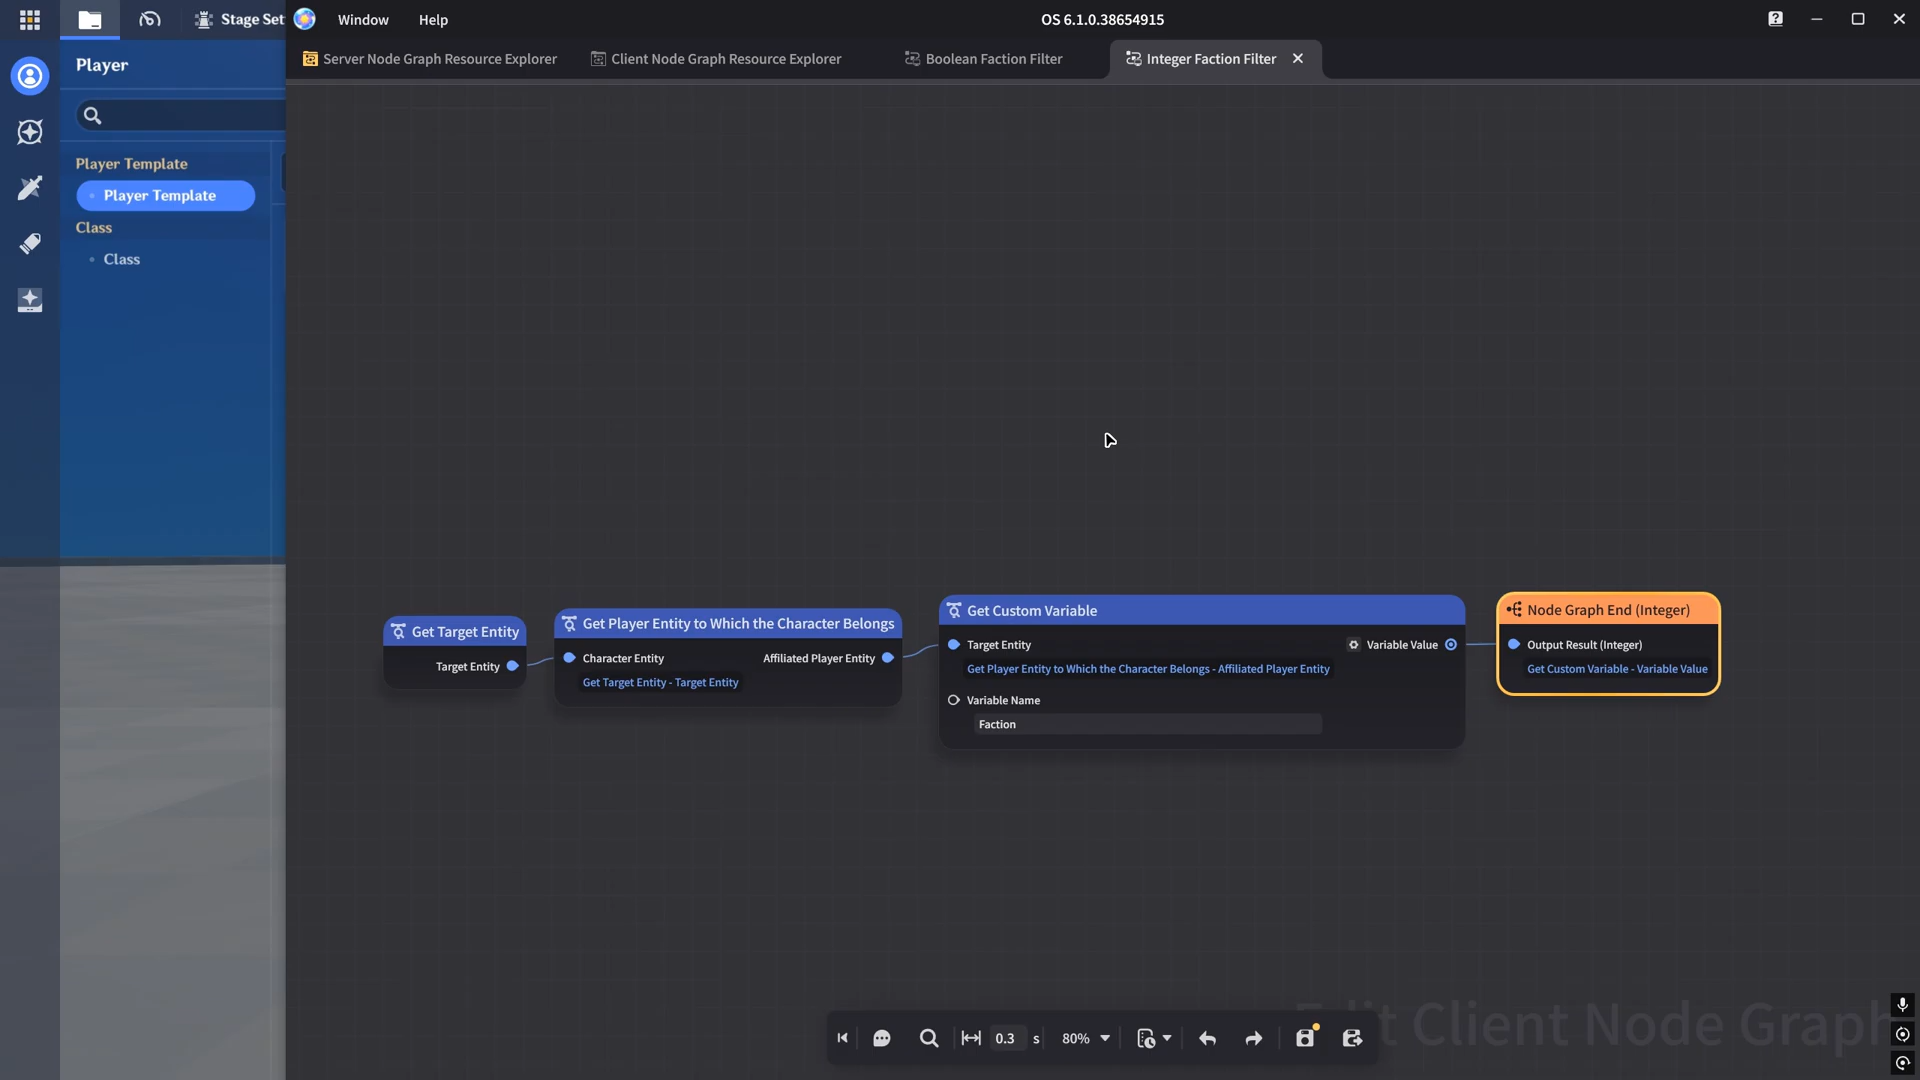 Stage Set
Window
Help
OS 6.1.0.38654915
Server Node Graph Resource Explorer
Client Node Graph Resource Explorer
Boolean Faction Filter
Integer Faction Filter
Player
Player Template
Player Template
Class
Class
Get Target Entity
Target Entity
Get Player Entity to Which the Character Belongs
Character Entity
Affiliated Player Entity
Get Target Entity - Target Entity
Get Custom Variable
Target Entity
Variable Value
Get Player Entity to Which the Character Belongs - Affiliated Player Entity
Variable Name
Faction
Node Graph End (Integer)
Output Result (Integer)
Get Custom Variable - Variable Value
0.3 s
80%
Edit Client Node Graph